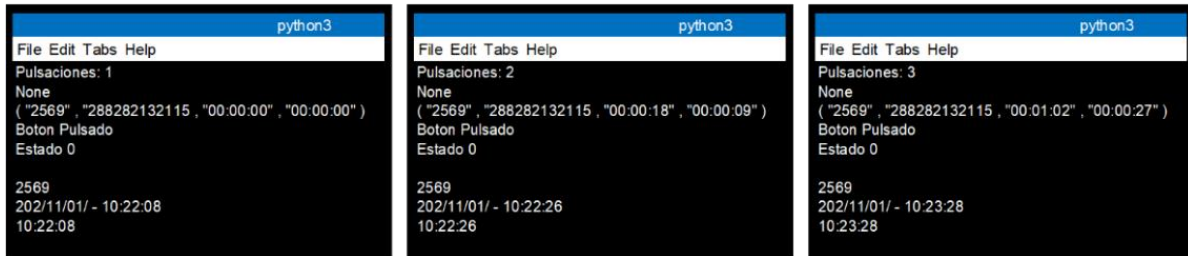 python3
File Edit Tabs Help
Pulsaciones: 1
None
( "2569" , "288282132115 , "00:00:00" , "00:00:00" )
Boton Pulsado
Estado 0
2569
202/11/01/ - 10:22:08
10:22:08
python3
File Edit Tabs Help
Pulsaciones: 2
None
( "2569" , "288282132115 , "00:00:18" , "00:00:09" )
Boton Pulsado
Estado 0
2569
202/11/01/ - 10:22:26
10:22:26
python3
File Edit Tabs Help
Pulsaciones: 3
None
( "2569" , "288282132115 , "00:01:02" , "00:00:27" )
Boton Pulsado
Estado 0
2569
202/11/01/ - 10:23:28
10:23:28